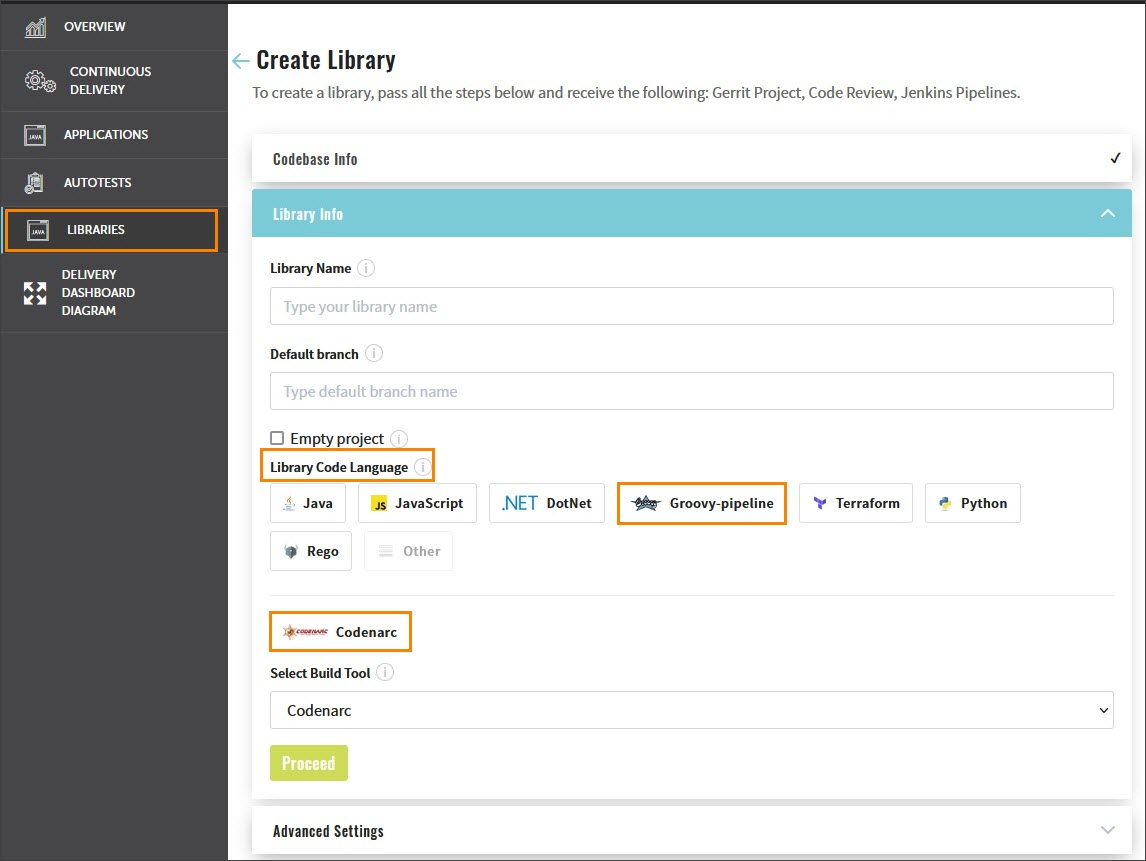 OVERVIEW
CONTINUOUS
DELIVERY
JAVA
APPLICATIONS
AUTOTESTS
JAVA
LIBRARIES
DELIVERY
DASHBOARD
DIAGRAM
Create Library
To create a library, pass all the steps below and receive the following: Gerrit Project, Code Review, Jenkins Pipelines.
Codebase Info
Library Info
Library Name i
Type your library name
Default branch i
Type default branch name
Empty project i
Library Code Language i
Java JS JavaScript .NET DotNet Groovy-pipeline Terraform Python
Rego Other
CODENARC Codenarc
Select Build Tool i
Codenarc
Proceed
Advanced Settings